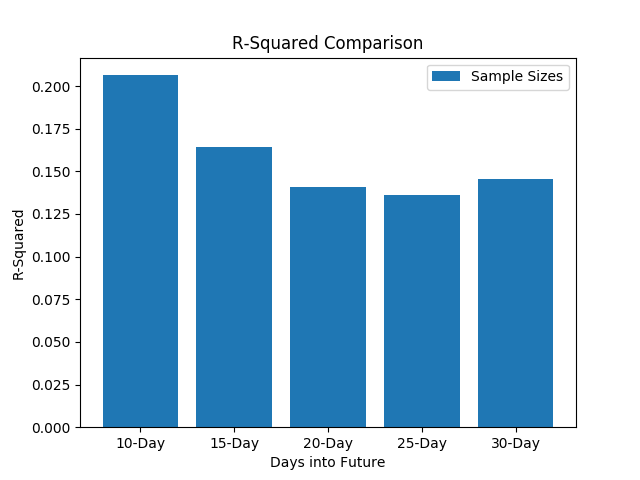 R-Squared Comparison
Sample Sizes
0.200
0.175
0.150
0.125
0.100
0.075
0.050
0.025
0.000
R-Squared
10-Day 15-Day 20-Day 25-Day 30-Day
Days into Future